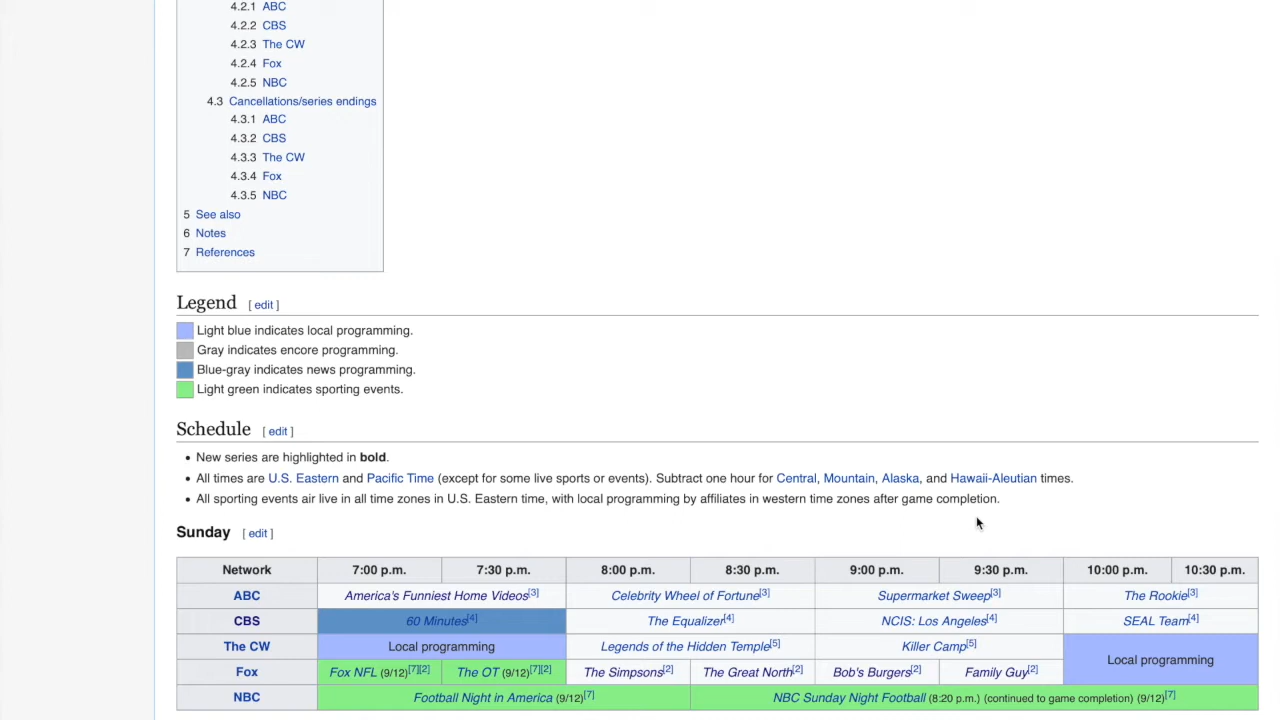 4.2.1 ABC
4.2.2 CBS
4.2.3 The CW
4.2.4 Fox
4.2.5 NBC
4.3 Cancellations/series endings
4.3.1 ABC
4.3.2 CBS
4.3.3 The CW
4.3.4 Fox
4.3.5 NBC
5 See also
6 Notes
7 References
Legend [ edit ]
Light blue indicates local programming.
Gray indicates encore programming.
Blue-gray indicates news programming.
Light green indicates sporting events.
Schedule [ edit ]
• New series are highlighted in bold.
• All times are U.S. Eastern and Pacific Time (except for some live sports or events). Subtract one hour for Central, Mountain, Alaska, and Hawaii-Aleutian times.
• All sporting events air live in all time zones in U.S. Eastern time, with local programming by affiliates in western time zones after game completion.
Sunday [ edit ]
Network 7:00 p.m. 7:30 p.m. 8:00 p.m. 8:30 p.m. 9:00 p.m. 9:30 p.m. 10:00 p.m. 10:30 p.m.
ABC America's Funniest Home Videos[3] Celebrity Wheel of Fortune[3] Supermarket Sweep[3] The Rookie[3]
CBS 60 Minutes[4] The Equalizer[4] NCIS: Los Angeles[4] SEAL Team[4]
The CW Local programming Legends of the Hidden Temple[5] Killer Camp[5] Local programming
Fox Fox NFL (9/12)[7][2] The OT (9/12)[7][2] The Simpsons[2] The Great North[2] Bob's Burgers[2] Family Guy[2]
NBC Football Night in America (9/12)[7] NBC Sunday Night Football (8:20 p.m.) (continued to game completion) (9/12)[7]